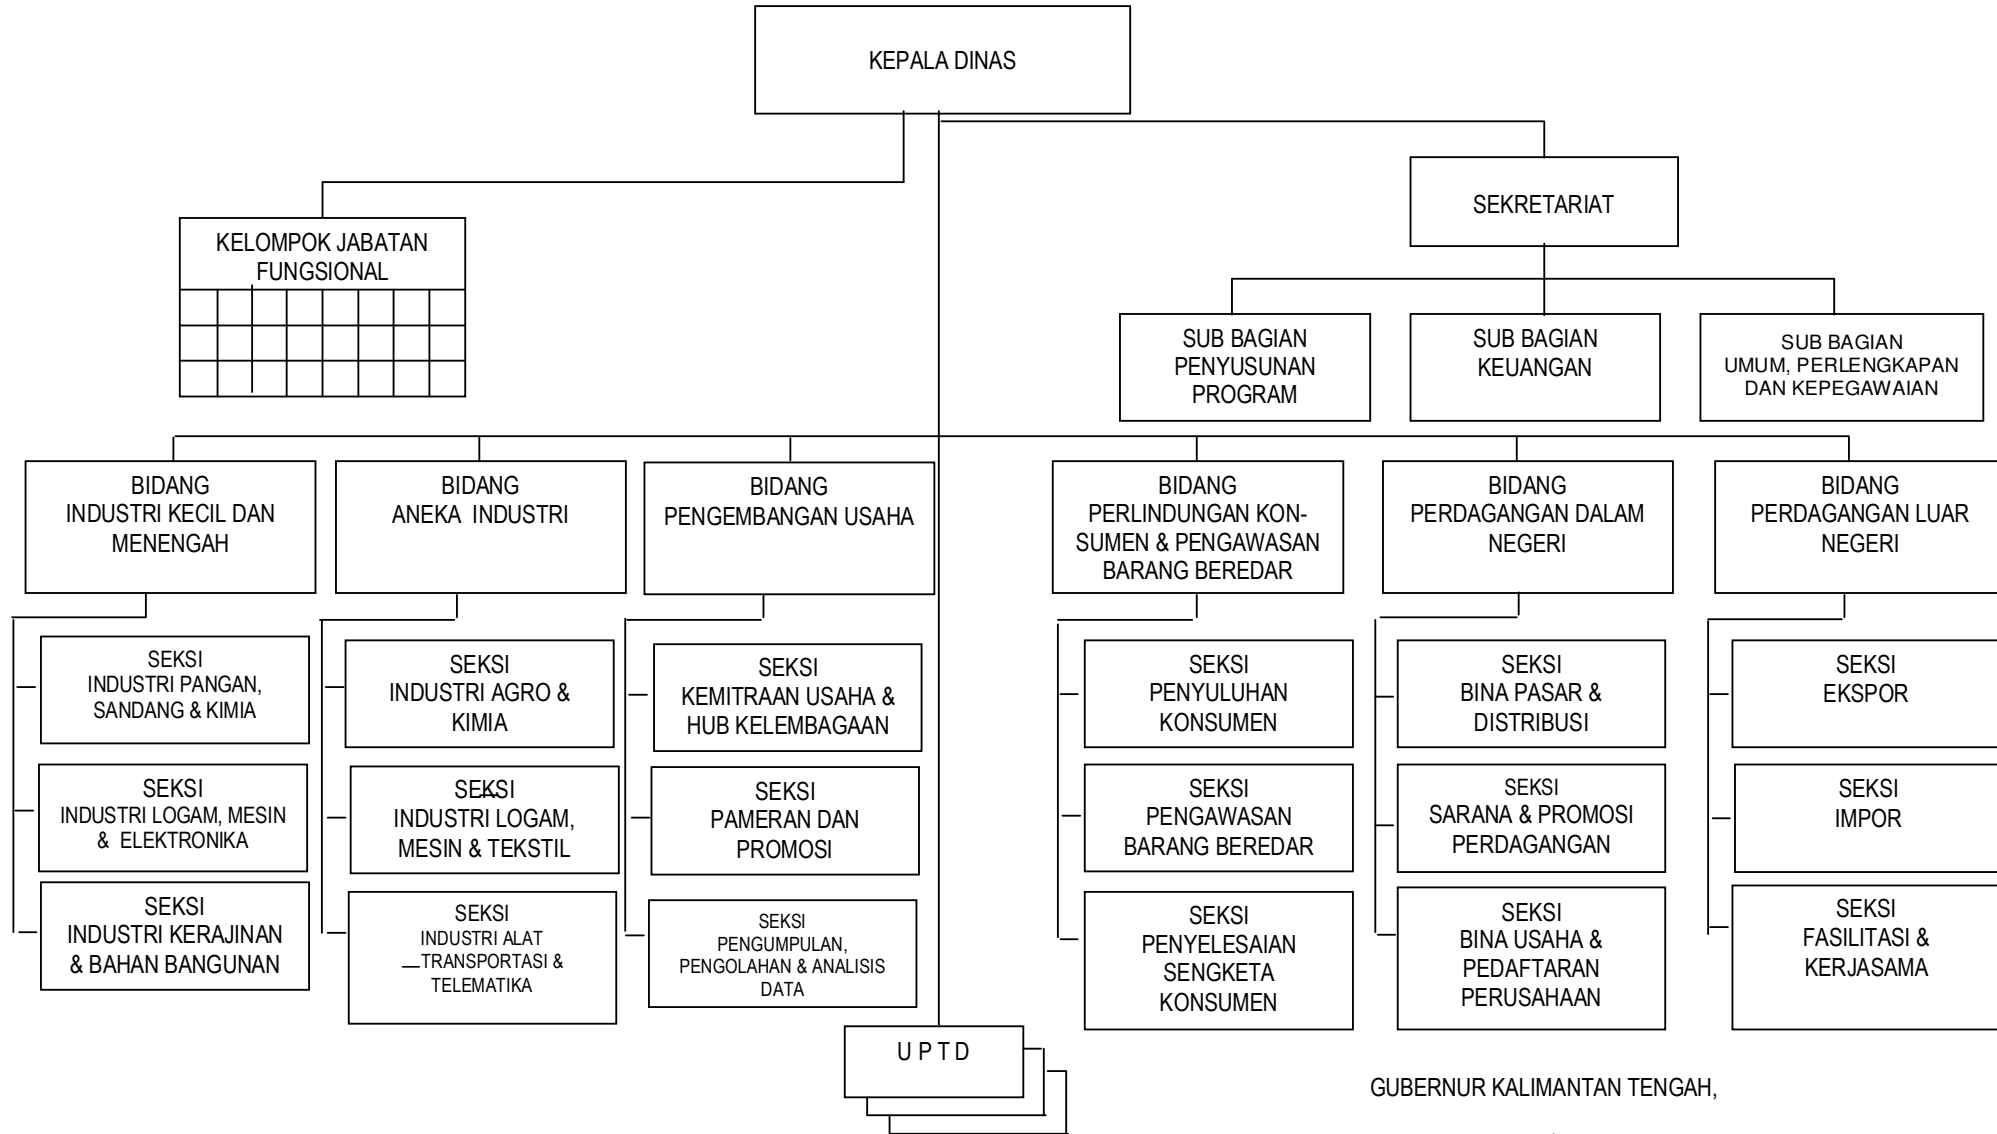 KEPALA DINAS
SEKRETARIAT
KELOMPOK JABATAN
FUNGSIONAL
SUB BAGIAN
PENYUSUNAN
PROGRAM
SUB BAGIAN
KEUANGAN
SUB BAGIAN
UMUM, PERLENGKAPAN
DAN KEPEGAWAIAN
BIDANG
INDUSTRI KECIL DAN
MENENGAH
BIDANG
ANEKA INDUSTRI
BIDANG
PENGEMBANGAN USAHA
BIDANG
PERLINDUNGAN KON-
SUMEN & PENGAWASAN
BARANG BEREDAR
BIDANG
PERDAGANGAN DALAM
NEGERI
BIDANG
PERDAGANGAN LUAR
NEGERI
SEKSI
INDUSTRI PANGAN,
SANDANG & KIMIA
SEKSI
INDUSTRI AGRO &
KIMIA
SEKSI
KEMITRAAN USAHA &
HUB KELEMBAGAAN
SEKSI
PENYULUHAN
KONSUMEN
SEKSI
BINA PASAR &
DISTRIBUSI
SEKSI
EKSPOR
SEKSI
INDUSTRI LOGAM, MESIN
& ELEKTRONIKA
SEKSI
INDUSTRI LOGAM,
MESIN & TEKSTIL
SEKSI
PAMERAN DAN
PROMOSI
SEKSI
PENGAWASAN
BARANG BEREDAR
SEKSI
SARANA & PROMOSI
PERDAGANGAN
SEKSI
IMPOR
SEKSI
INDUSTRI KERAJINAN
& BAHAN BANGUNAN
SEKSI
INDUSTRI ALAT
TRANSPORTASI &
TELEMATIKA
SEKSI
PENGUMPULAN,
PENGOLAHAN & ANALISIS
DATA
SEKSI
PENYELESAIAN
SENGKETA
KONSUMEN
SEKSI
BINA USAHA &
PEDAFTARAN
PERUSAHAAN
SEKSI
FASILITASI &
KERJASAMA
U P T D
GUBERNUR KALIMANTAN TENGAH,